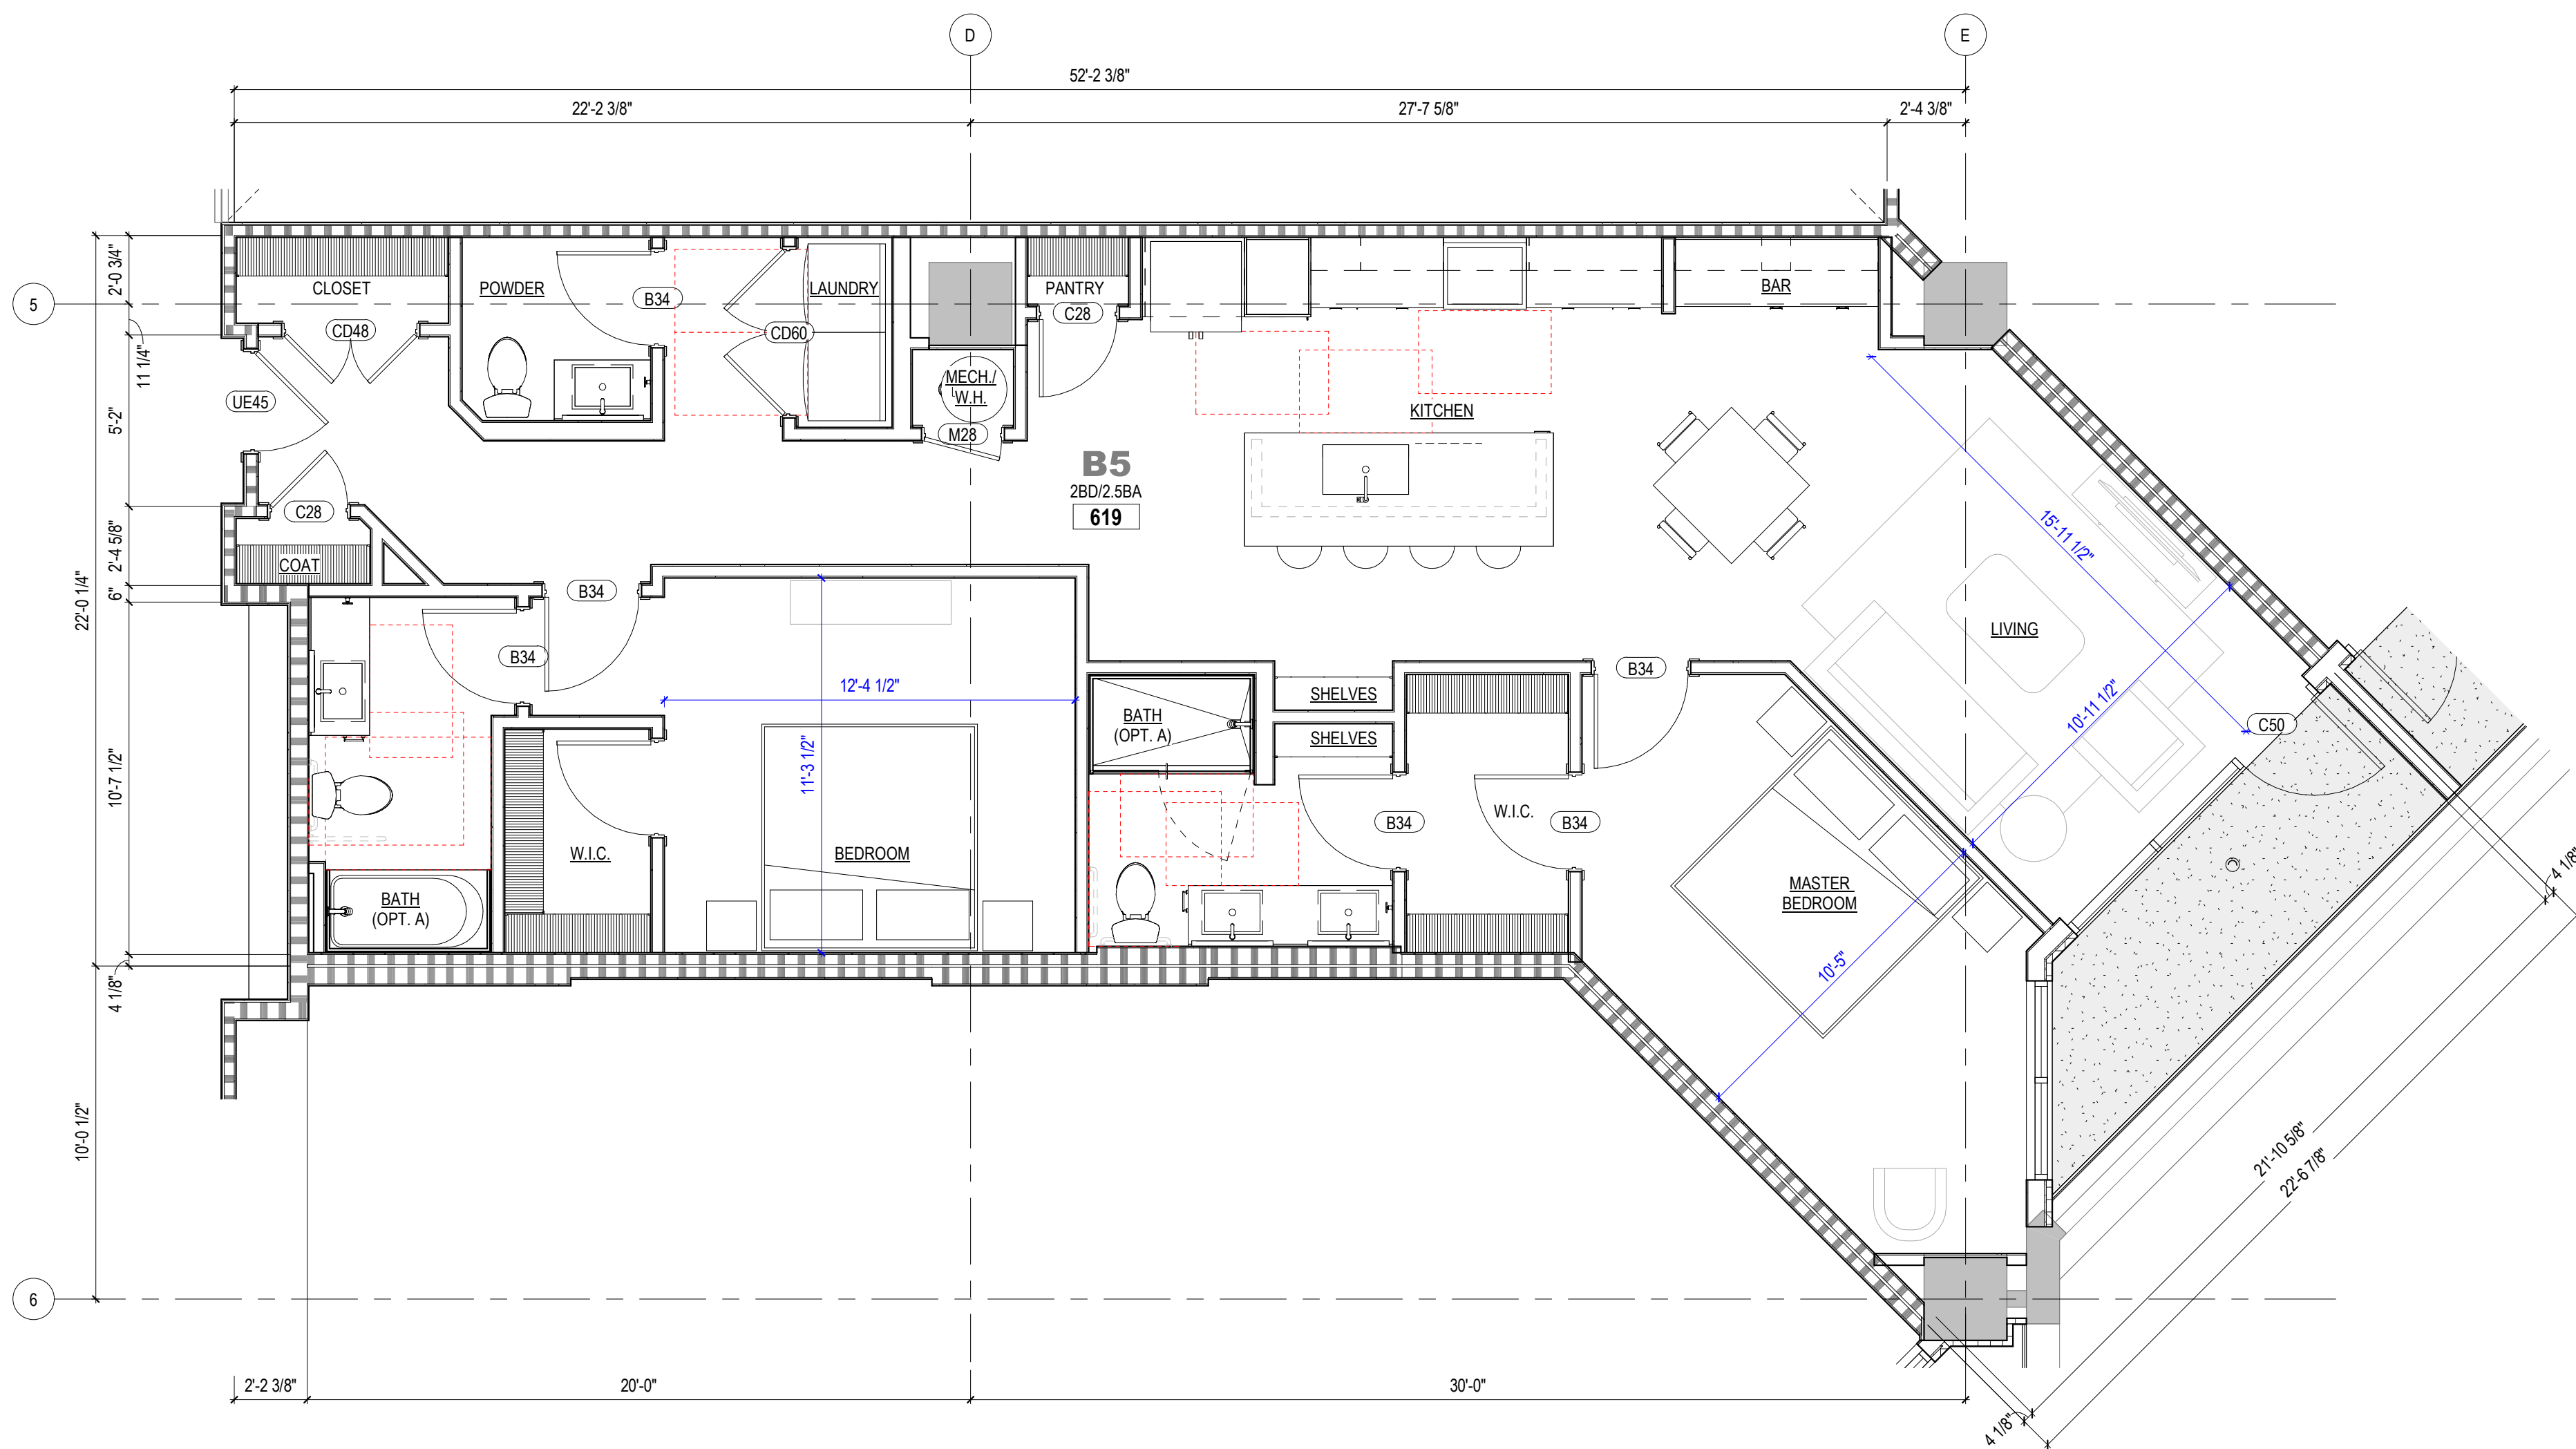 D
E
52'-2 3/8"
22'-2 3/8"
27'-7 5/8"
2'-4 3/8"
5
6
2'-0 3/4"
11 1/4"
5'-2"
2'-4 5/8"
6"
22'-0 1/4"
10'-7 1/2"
4 1/8"
10'-0 1/2"
CLOSET
CD48
POWDER
B34
LAUNDRY
CD60
PANTRY
C28
BAR
UE45
MECH./
W.H.
M28
KITCHEN
B5
2BD/2.5BA
619
C28
COAT
B34
B34
15'-11 1/2"
LIVING
10'-11 1/2"
C50
12'-4 1/2"
11'-3 1/2"
BATH
(OPT. A)
SHELVES
SHELVES
B34
B34
W.I.C.
B34
W.I.C.
BEDROOM
BATH
(OPT. A)
MASTER
BEDROOM
10'-5"
4 1/8"
21'-10 5/8"
22'-6 7/8"
4 1/8"
2'-2 3/8"
20'-0"
30'-0"